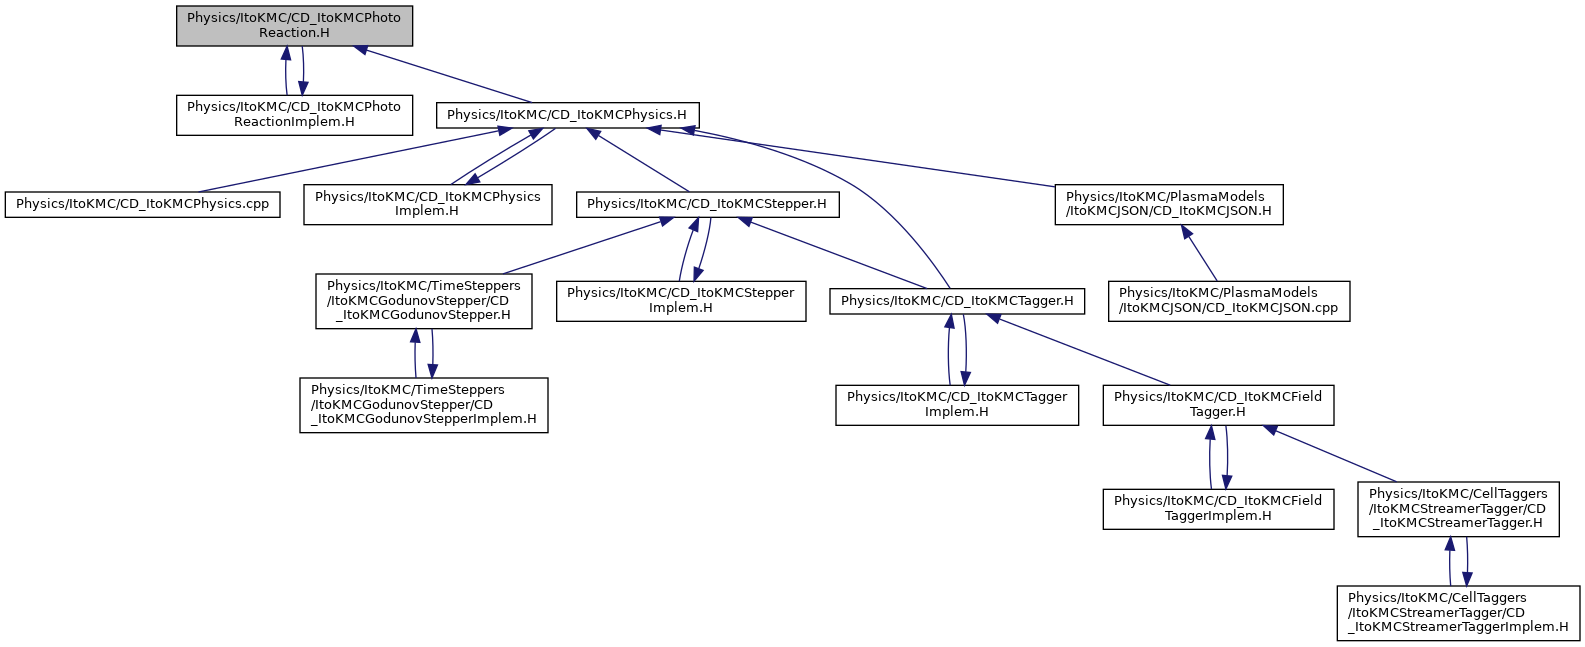 Physics/ItoKMC/CD_ItoKMCPhoto
Reaction.H
Physics/ItoKMC/CD_ItoKMCPhoto
ReactionImplem.H
Physics/ItoKMC/CD_ItoKMCPhysics.H
Physics/ItoKMC/CD_ItoKMCPhysics.cpp
Physics/ItoKMC/CD_ItoKMCPhysics
Implem.H
Physics/ItoKMC/CD_ItoKMCStepper.H
Physics/ItoKMC/PlasmaModels
/ItoKMCJSON/CD_ItoKMCJSON.H
Physics/ItoKMC/TimeSteppers
/ItoKMCGodunovStepper/CD
_ItoKMCGodunovStepper.H
Physics/ItoKMC/CD_ItoKMCStepper
Implem.H
Physics/ItoKMC/CD_ItoKMCTagger.H
Physics/ItoKMC/PlasmaModels
/ItoKMCJSON/CD_ItoKMCJSON.cpp
Physics/ItoKMC/TimeSteppers
/ItoKMCGodunovStepper/CD
_ItoKMCGodunovStepperImplem.H
Physics/ItoKMC/CD_ItoKMCTagger
Implem.H
Physics/ItoKMC/CD_ItoKMCField
Tagger.H
Physics/ItoKMC/CD_ItoKMCField
TaggerImplem.H
Physics/ItoKMC/CellTaggers
/ItoKMCStreamerTagger/CD
_ItoKMCStreamerTagger.H
Physics/ItoKMC/CellTaggers
/ItoKMCStreamerTagger/CD
_ItoKMCStreamerTaggerImplem.H